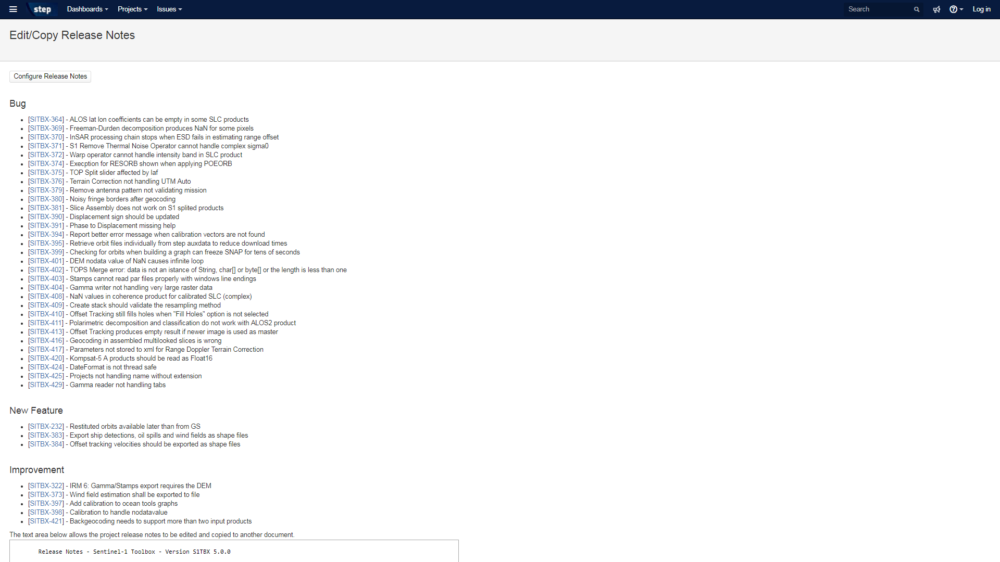 step Dashboards Projects Issues Search Log in
Edit/Copy Release Notes
Configure Release Notes
Bug
[SITBX-364] - ALOS lat lon coefficients can be empty in some SLC products
[SITBX-369] - Freeman-Durden decomposition produces NaN for some pixels
[SITBX-370] - InSAR processing chain stops when ESD fails in estimating range offset
[SITBX-371] - S1 Remove Thermal Noise Operator cannot handle complex sigma0
[SITBX-372] - Warp operator cannot handle intensity band in SLC product
[SITBX-374] - Execption for RESORB shown when applying POEORB
[SITBX-375] - TOP Split slider affected by laf
[SITBX-376] - Terrain Correction not handling UTM Auto
[SITBX-379] - Remove antenna pattern not validating mission
[SITBX-380] - Noisy fringe borders after geocoding
[SITBX-381] - Slice Assembly does not work on S1 splited products
[SITBX-390] - Displacement sign should be updated
[SITBX-391] - Phase to Displacement missing help
[SITBX-394] - Report better error message when calibration vectors are not found
[SITBX-395] - Retrieve orbit files individually from step auxdata to reduce download times
[SITBX-399] - Checking for orbits when building a graph can freeze SNAP for tens of seconds
[SITBX-401] - DEM nodata value of NaN causes infinite loop
[SITBX-402] - TOPS Merge error: data is not an istance of String, char[] or byte[] or the length is less than one
[SITBX-403] - Stamps cannot read par files properly with windows line endings
[SITBX-404] - Gamma writer not handling very large raster data
[SITBX-408] - NaN values in coherence product for calibrated SLC (complex)
[SITBX-409] - Create stack should validate the resampling method
[SITBX-410] - Offset Tracking still fills holes when "Fill Holes" option is not selected
[SITBX-411] - Polarimetric decomposition and classification do not work with ALOS2 product
[SITBX-413] - Offset Tracking produces empty result if newer image is used as master
[SITBX-416] - Geocoding in assembled multilooked slices is wrong
[SITBX-417] - Parameters not stored to xml for Range Doppler Terrain Correction
[SITBX-420] - Kompsat-5 A products should be read as Float16
[SITBX-424] - DateFormat is not thread safe
[SITBX-425] - Projects not handling name without extension
[SITBX-429] - Gamma reader not handling tabs
New Feature
[SITBX-232] - Restituted orbits available later than from GS
[SITBX-383] - Export ship detections, oil spills and wind fields as shape files
[SITBX-384] - Offset tracking velocities should be exported as shape files
Improvement
[SITBX-322] - IRM 6: Gamma/Stamps export requires the DEM
[SITBX-373] - Wind field estimation shall be exported to file
[SITBX-397] - Add calibration to ocean tools graphs
[SITBX-398] - Calibration to handle nodatavalue
[SITBX-421] - Backgeocoding needs to support more than two input products
The text area below allows the project release notes to be edited and copied to another document.
Release Notes - Sentinel-1 Toolbox - Version S1TBX 5.0.0